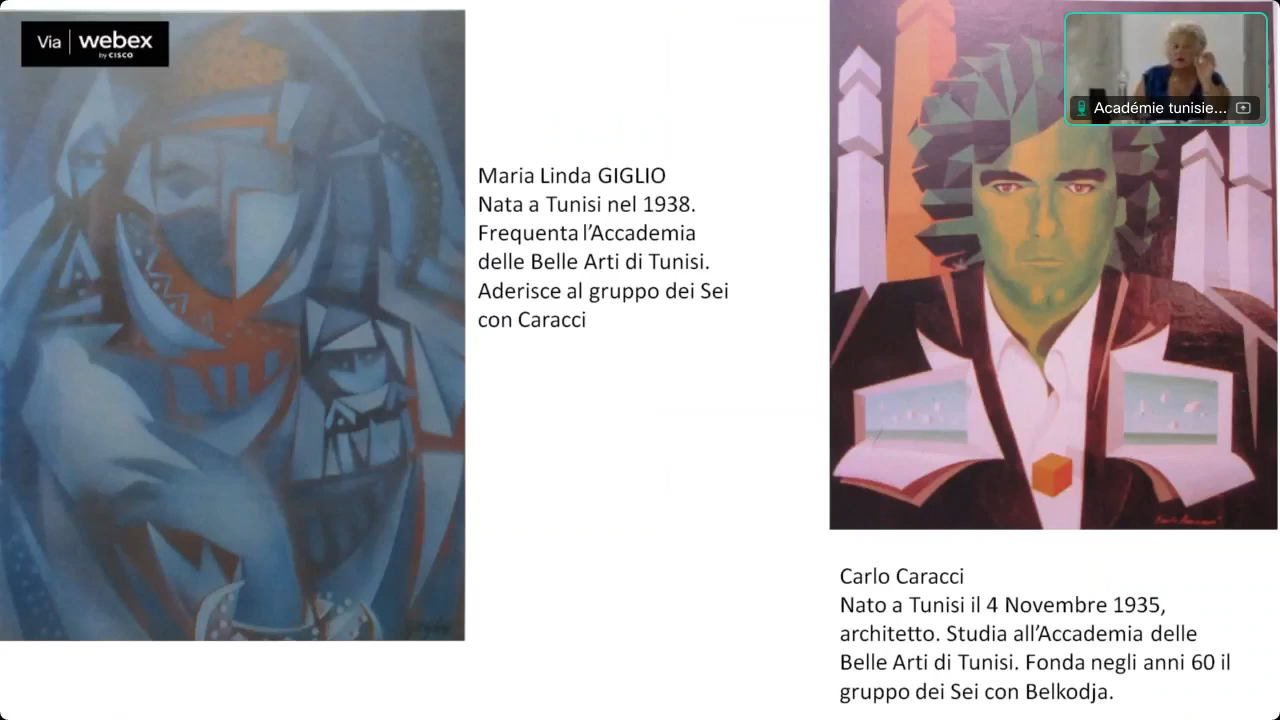 Via webex
by CISCO
Académie tunisie...
Maria Linda GIGLIO
Nata a Tunisi nel 1938.
Frequenta l’Accademia
delle Belle Arti di Tunisi.
Aderisce al gruppo dei Sei
con Caracci
Carlo Caracci
Nato a Tunisi il 4 Novembre 1935,
architetto. Studia all’Accademia delle
Belle Arti di Tunisi. Fonda negli anni 60 il
gruppo dei Sei con Belkodja.